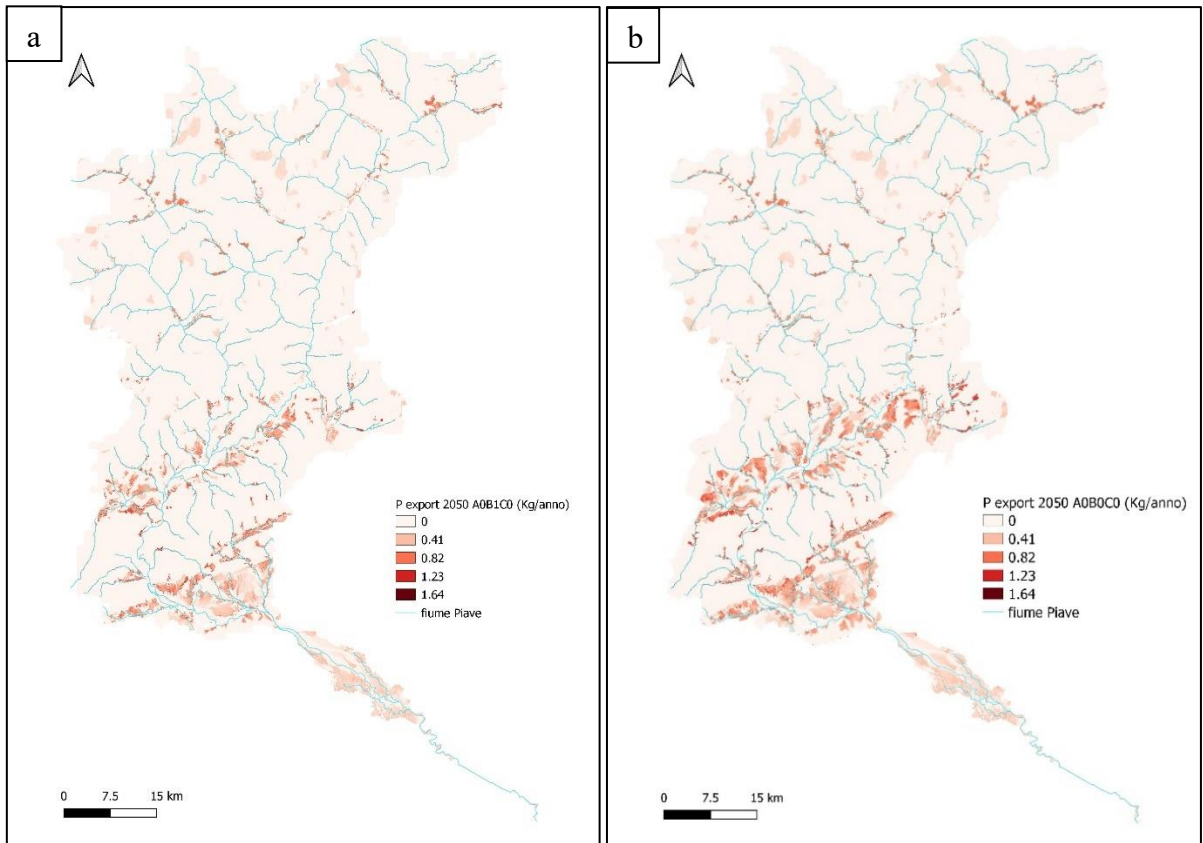 a
P export 2050 A0B1C0 (Kg/anno)
0
0.41
0.82
1.23
1.64
fiume Piave
0 7.5 15 km
b
P export 2050 A0B0C0 (Kg/anno)
0
0.41
0.82
1.23
1.64
fiume Piave
0 7.5 15 km